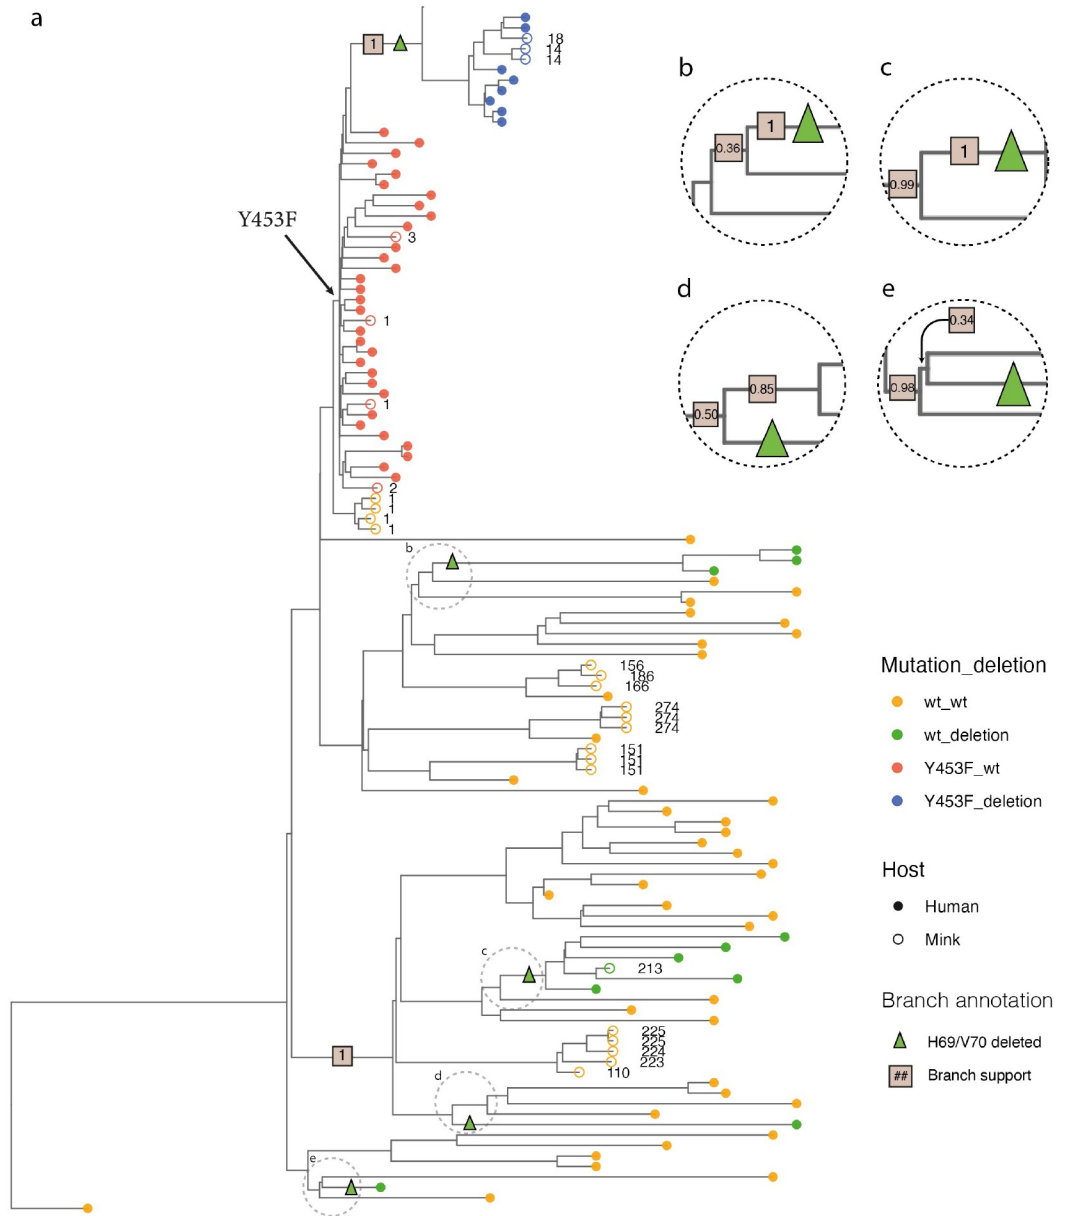 a
1
18
14
14
b
c
0.36
1
1
0.99
Y453F
3
1
d
e
0.34
0.85
0.98
0.50
1
2
1
1
1
1
b
156
186
166
274
274
274
151
151
151
Mutation_deletion
wt_wt
wt_deletion
Y453F_wt
Y453F_deletion
Host
Human
Mink
c
213
Branch annotation
H69/V70 deleted
## Branch support
1
225
225
224
223
110
d
e